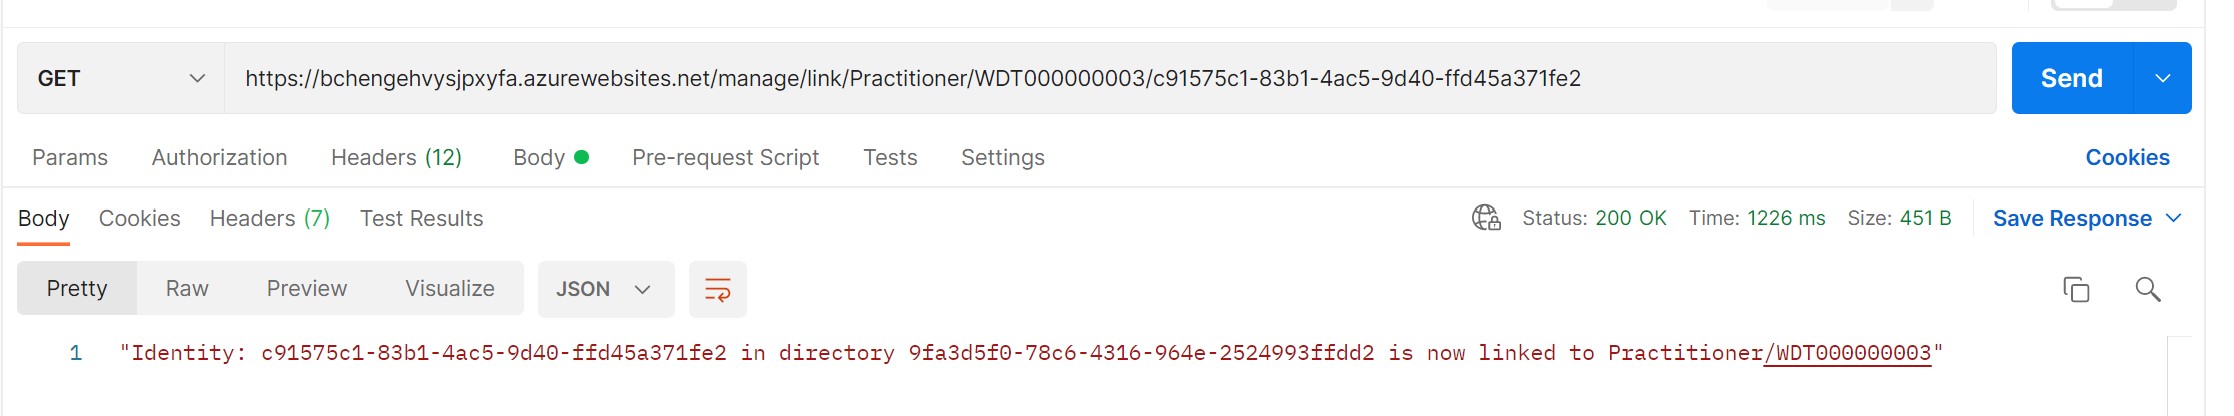 GET https://bchengehvysjpxyfa.azurewebsites.net/manage/link/Practitioner/WDT000000003/c91575c1-83b1-4ac5-9d40-ffd45a371fe2 Send
Params Authorization Headers (12) Body Pre-request Script Tests Settings Cookies
Body Cookies Headers (7) Test Results Status: 200 OK Time: 1226 ms Size: 451 B Save Response
Pretty Raw Preview Visualize JSON
1 "Identity: c91575c1-83b1-4ac5-9d40-ffd45a371fe2 in directory 9fa3d5f0-78c6-4316-964e-2524993ffdd2 is now linked to Practitioner/WDT000000003"